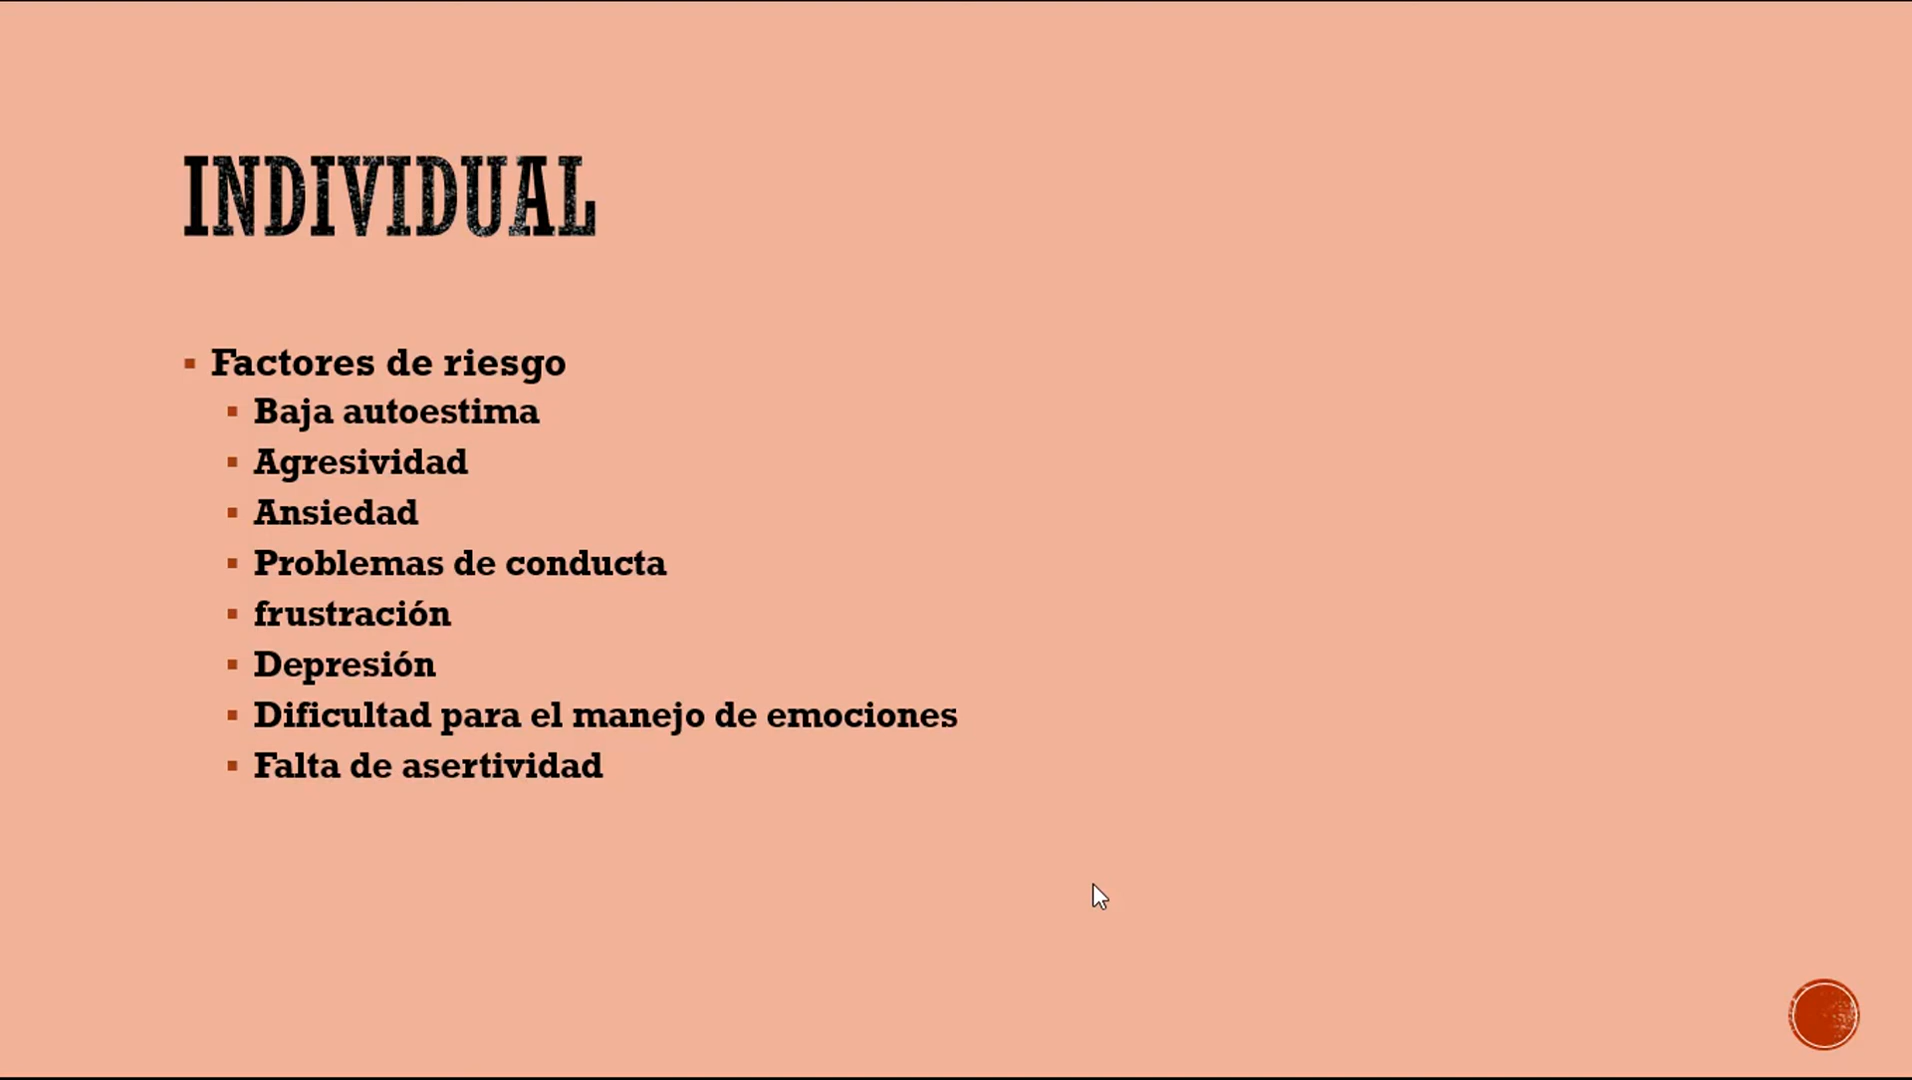 INDIVIDUAL
Factores de riesgo
Baja autoestima
Agresividad
Ansiedad
Problemas de conducta
frustración
Depresión
Dificultad para el manejo de emociones
Falta de asertividad